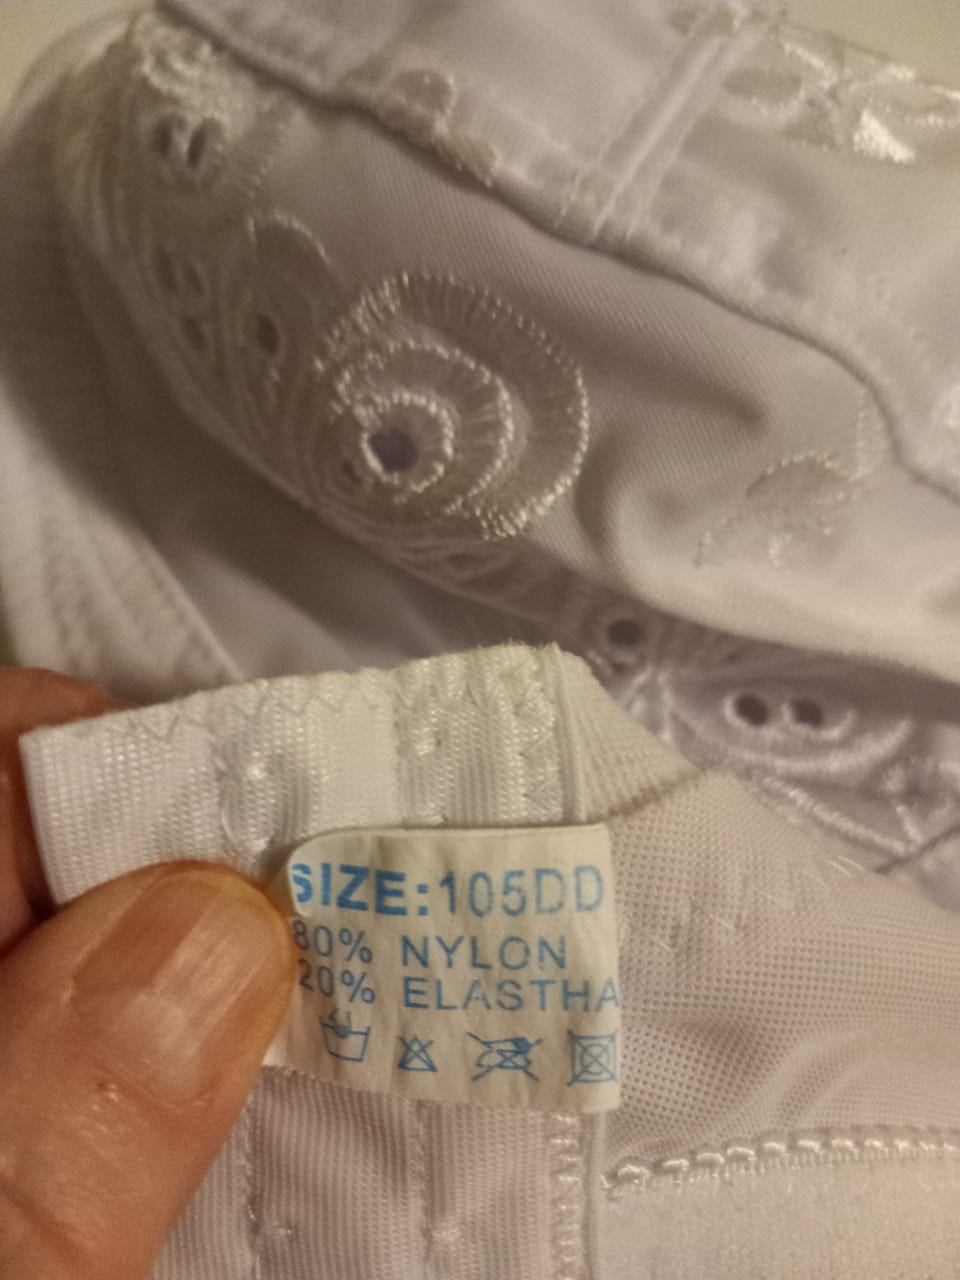 SIZE:105DD
80% NYLON
20% ELASTHA